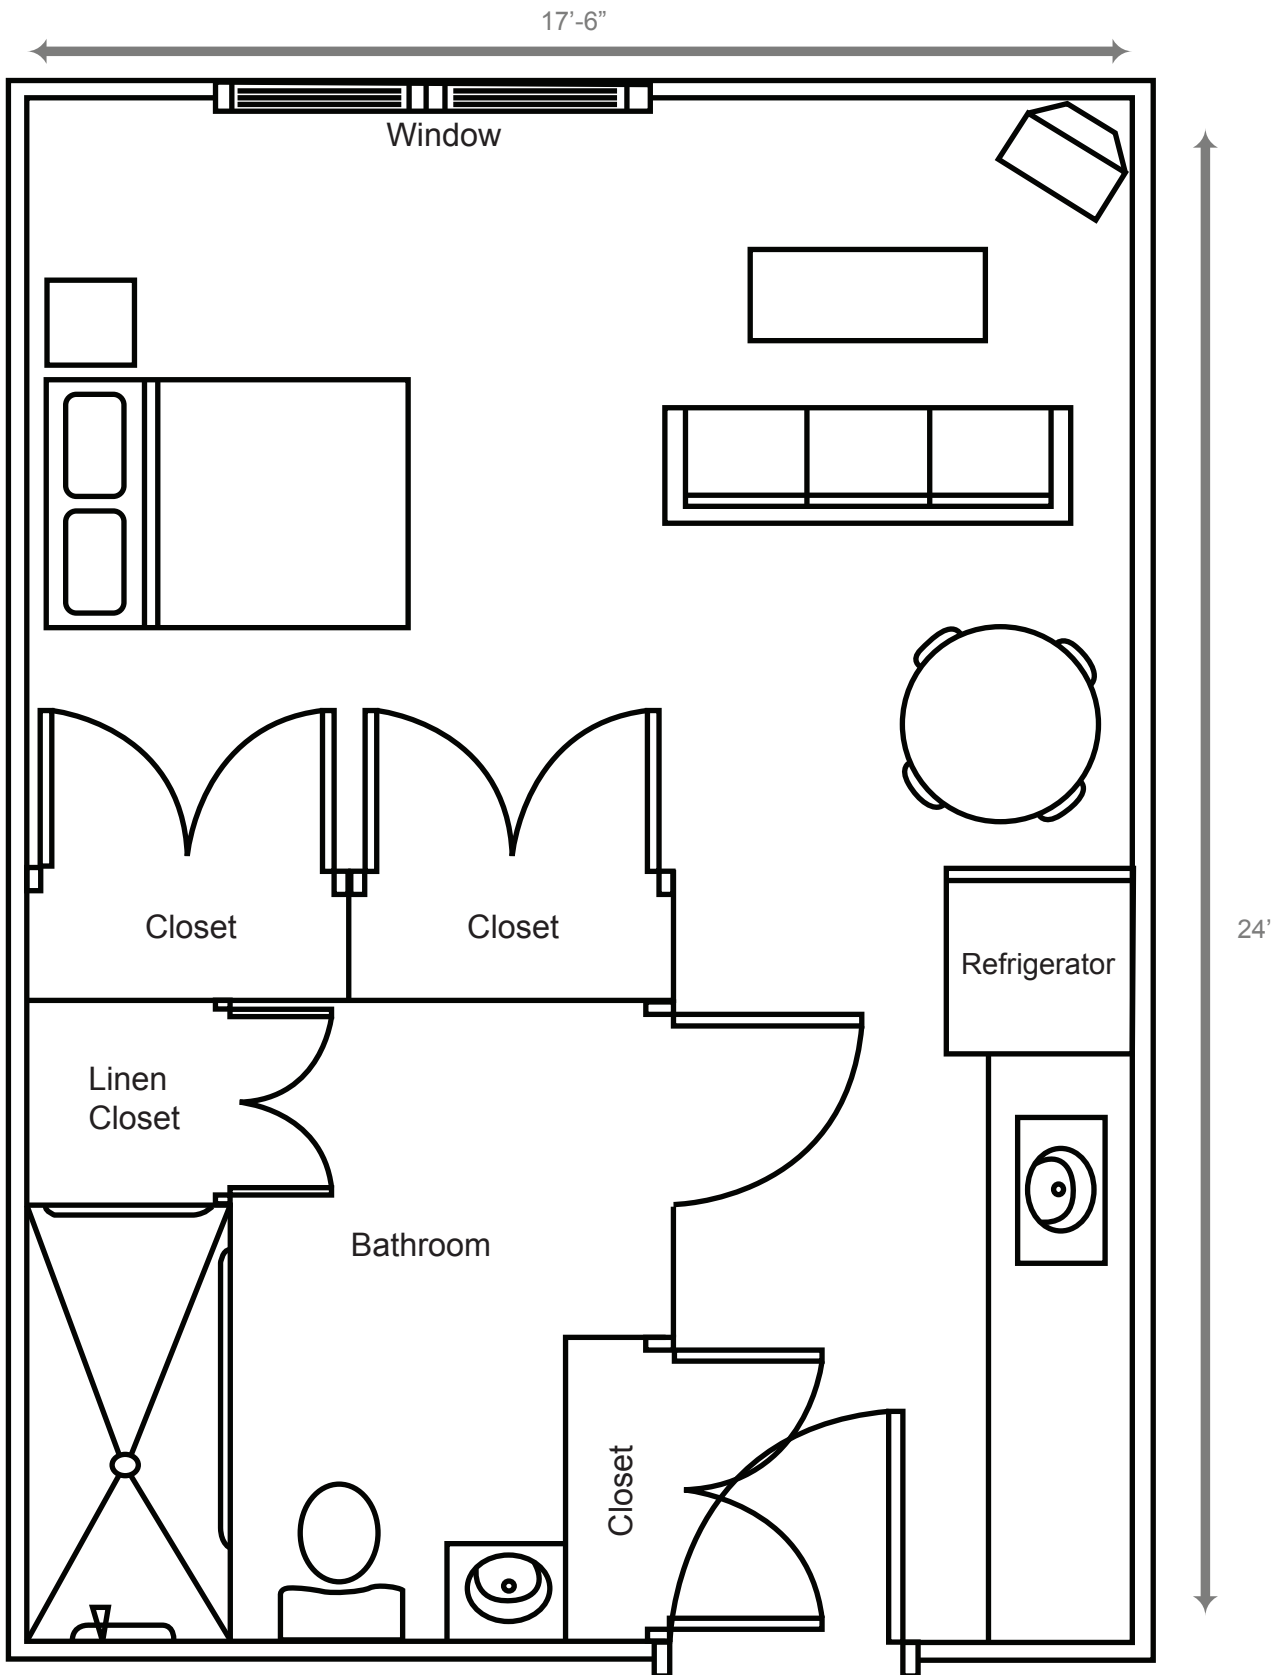 17’-6”
Window
Closet
Closet
24’
Refrigerator
Linen
Closet
Bathroom
Closet